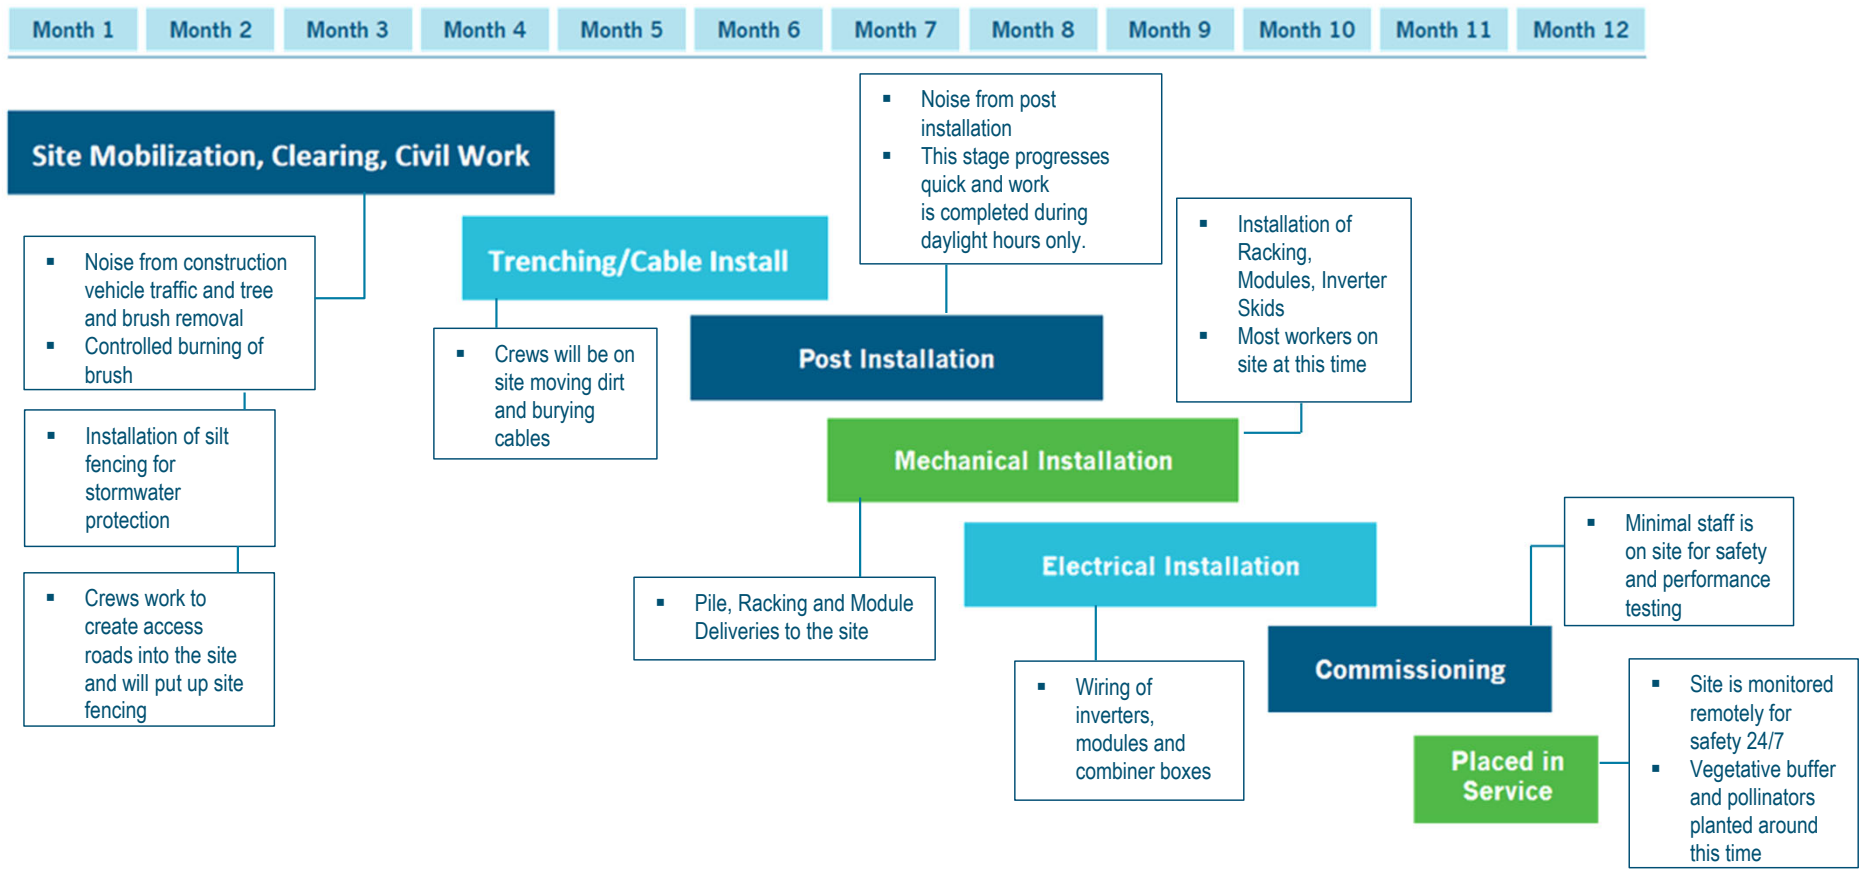 Month 1 Month 2 Month 3 Month 4 Month 5 Month 6 Month 7 Month 8 Month 9 Month 10 Month 11 Month 12
Site Mobilization, Clearing, Civil Work
▪ Noise from construction
vehicle traffic and tree
and brush removal
▪ Controlled burning of
brush
▪ Installation of silt
fencing for
stormwater
protection
▪ Crews work to
create access
roads into the site
and will put up site
fencing
Trenching/Cable Install
▪ Crews will be on
site moving dirt
and burying
cables
▪ Noise from post
installation
▪ This stage progresses
quick and work
is completed during
daylight hours only.
Post Installation
▪ Installation of
Racking,
Modules, Inverter
Skids
▪ Most workers on
site at this time
Mechanical Installation
▪ Pile, Racking and Module
Deliveries to the site
Electrical Installation
▪ Wiring of
inverters,
modules and
combiner boxes
▪ Minimal staff is
on site for safety
and performance
testing
Commissioning
Placed in
Service
▪ Site is monitored
remotely for
safety 24/7
▪ Vegetative buffer
and pollinators
planted around
this time